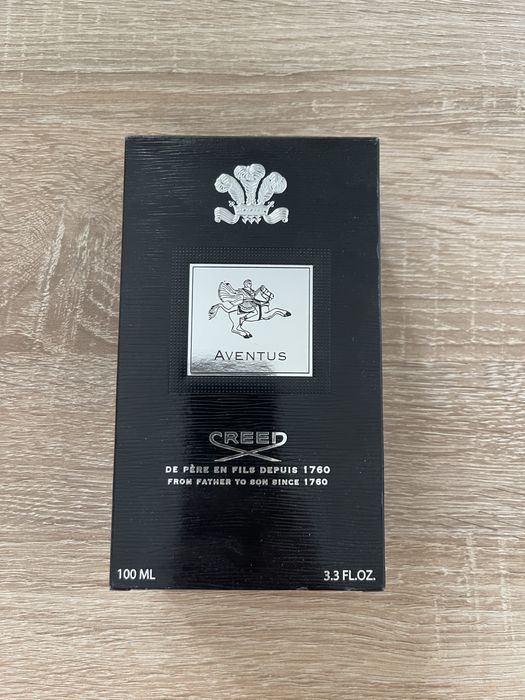 AVENTUS
CREED
DE PÈRE EN FILS DEPUIS 1760
FROM FATHER TO SON SINCE 1760
100 ML
3.3 FL.OZ.